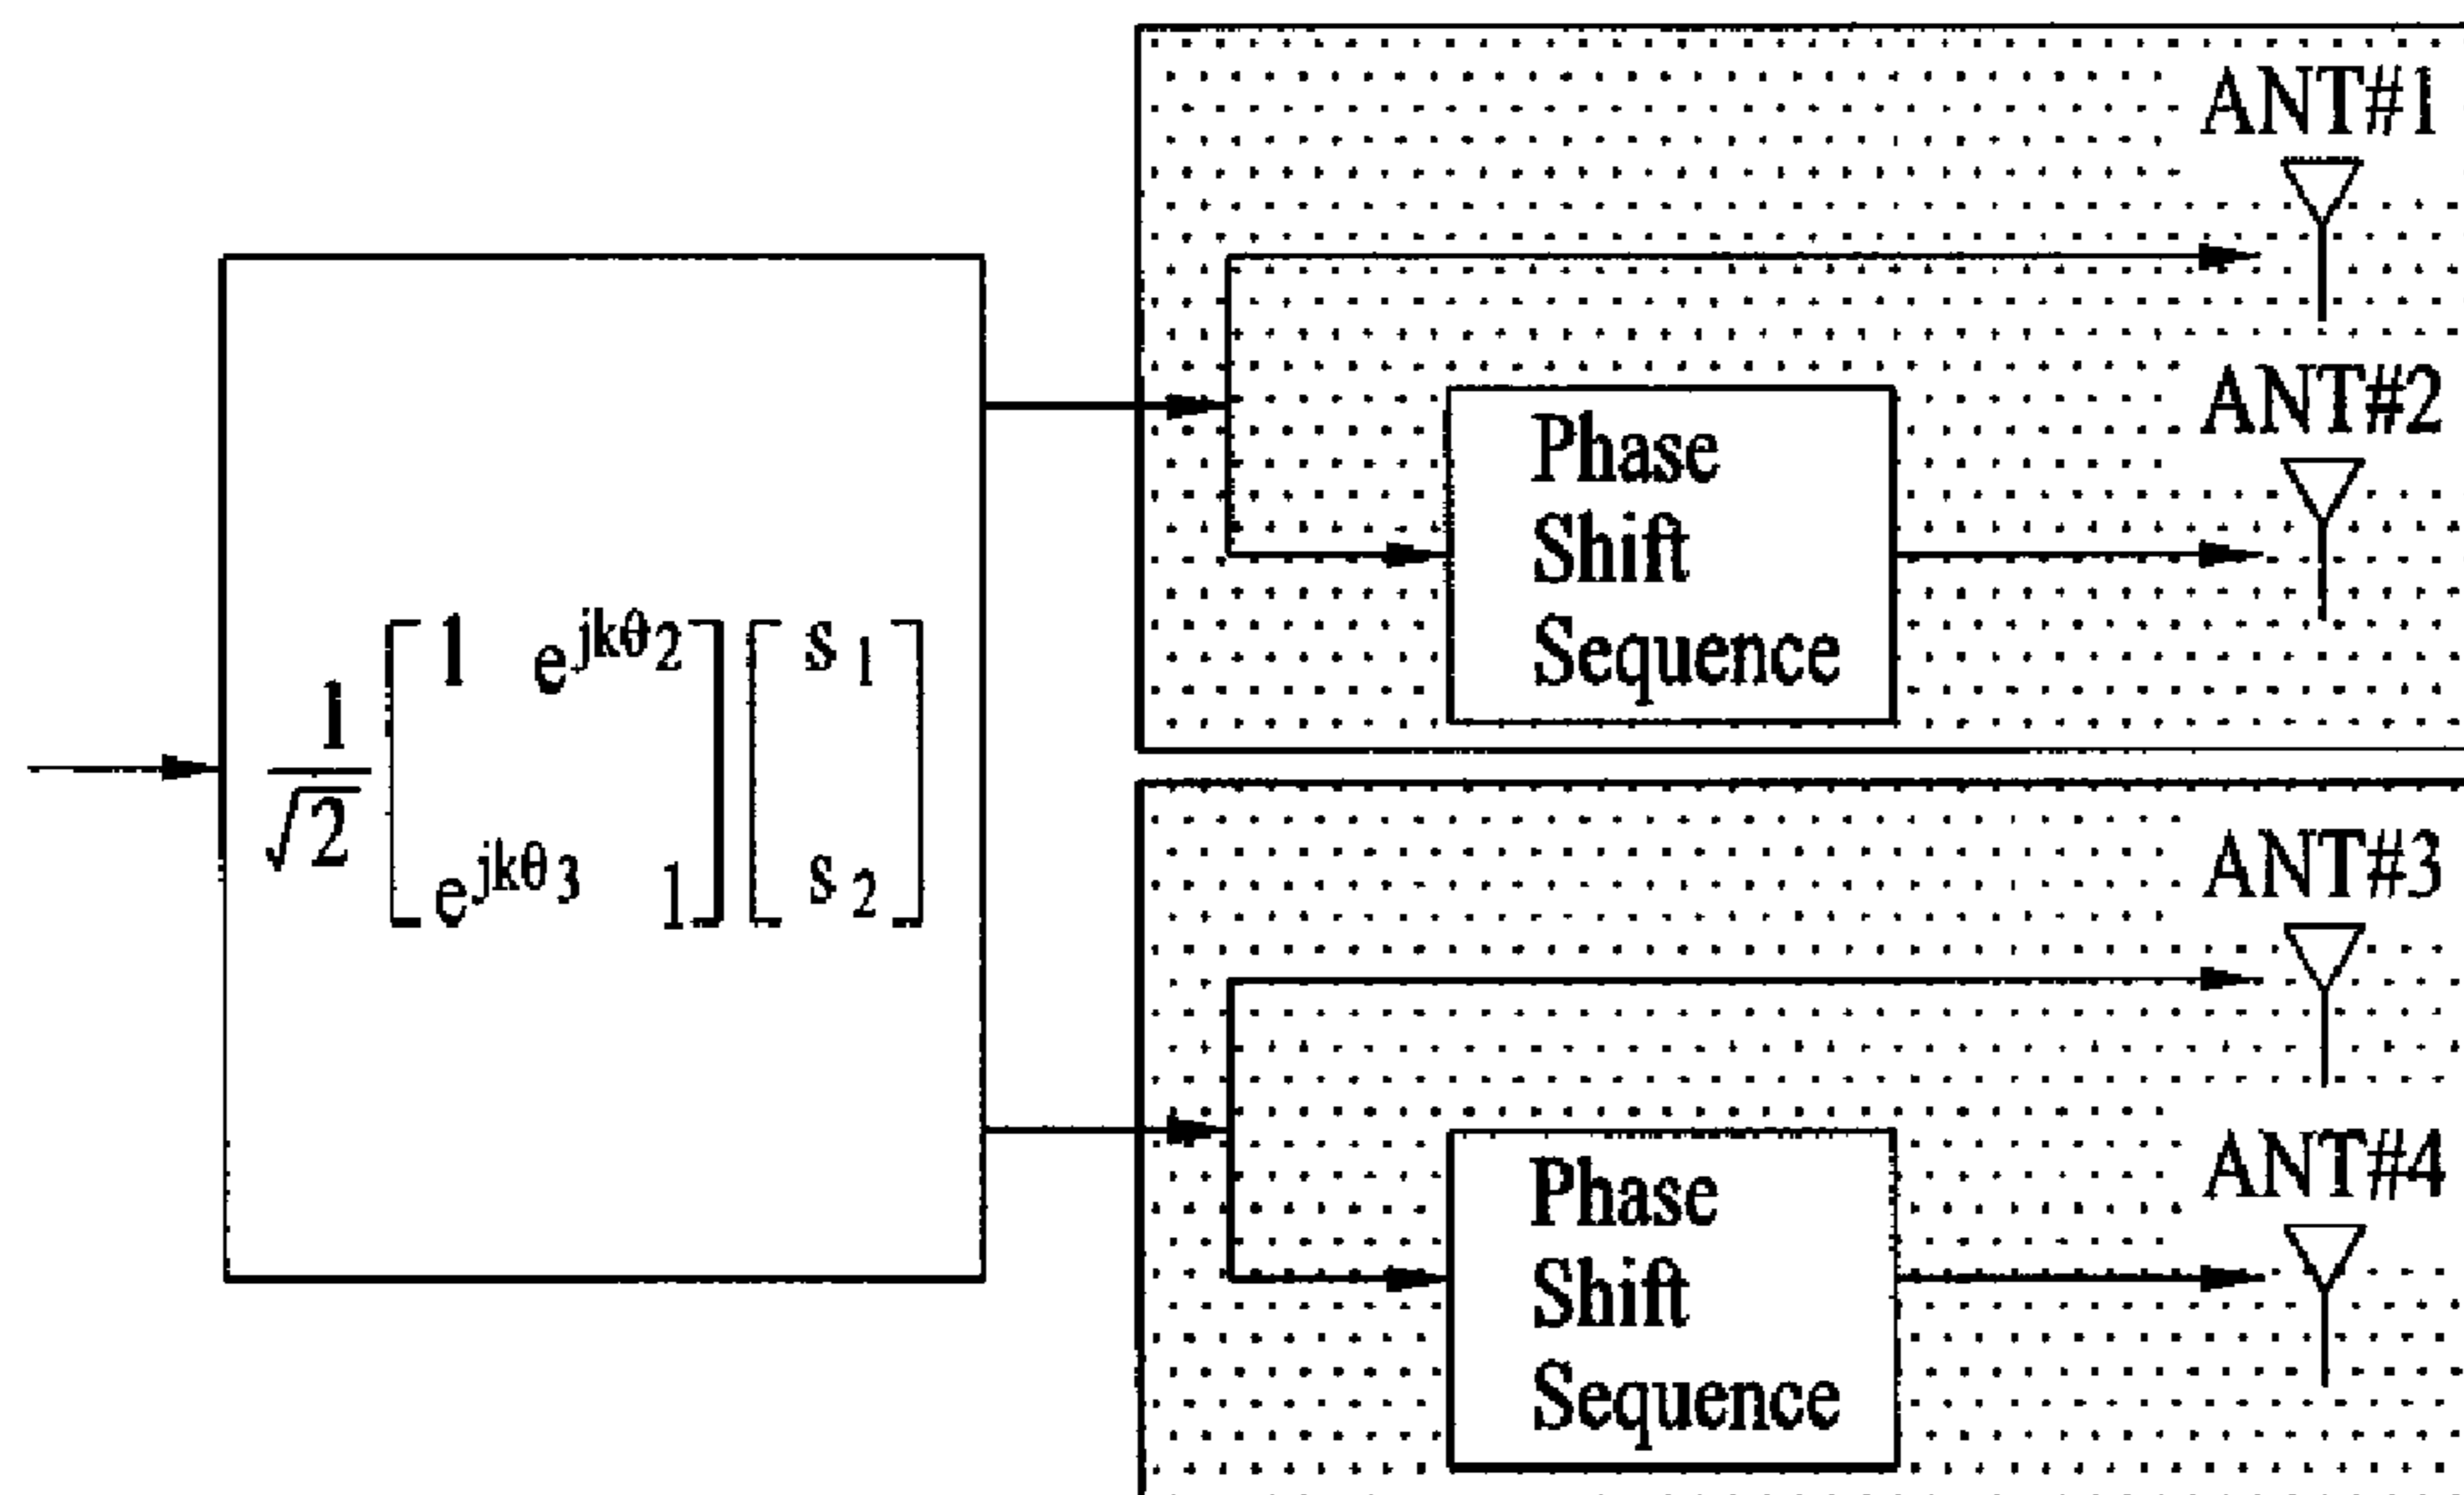 1/√2 [1 e^{jkθ2} ; e^{jkθ3} 1] [s1 ; s2]
ANT#1
ANT#2
Phase
Shift
Sequence
ANT#3
ANT#4
Phase
Shift
Sequence